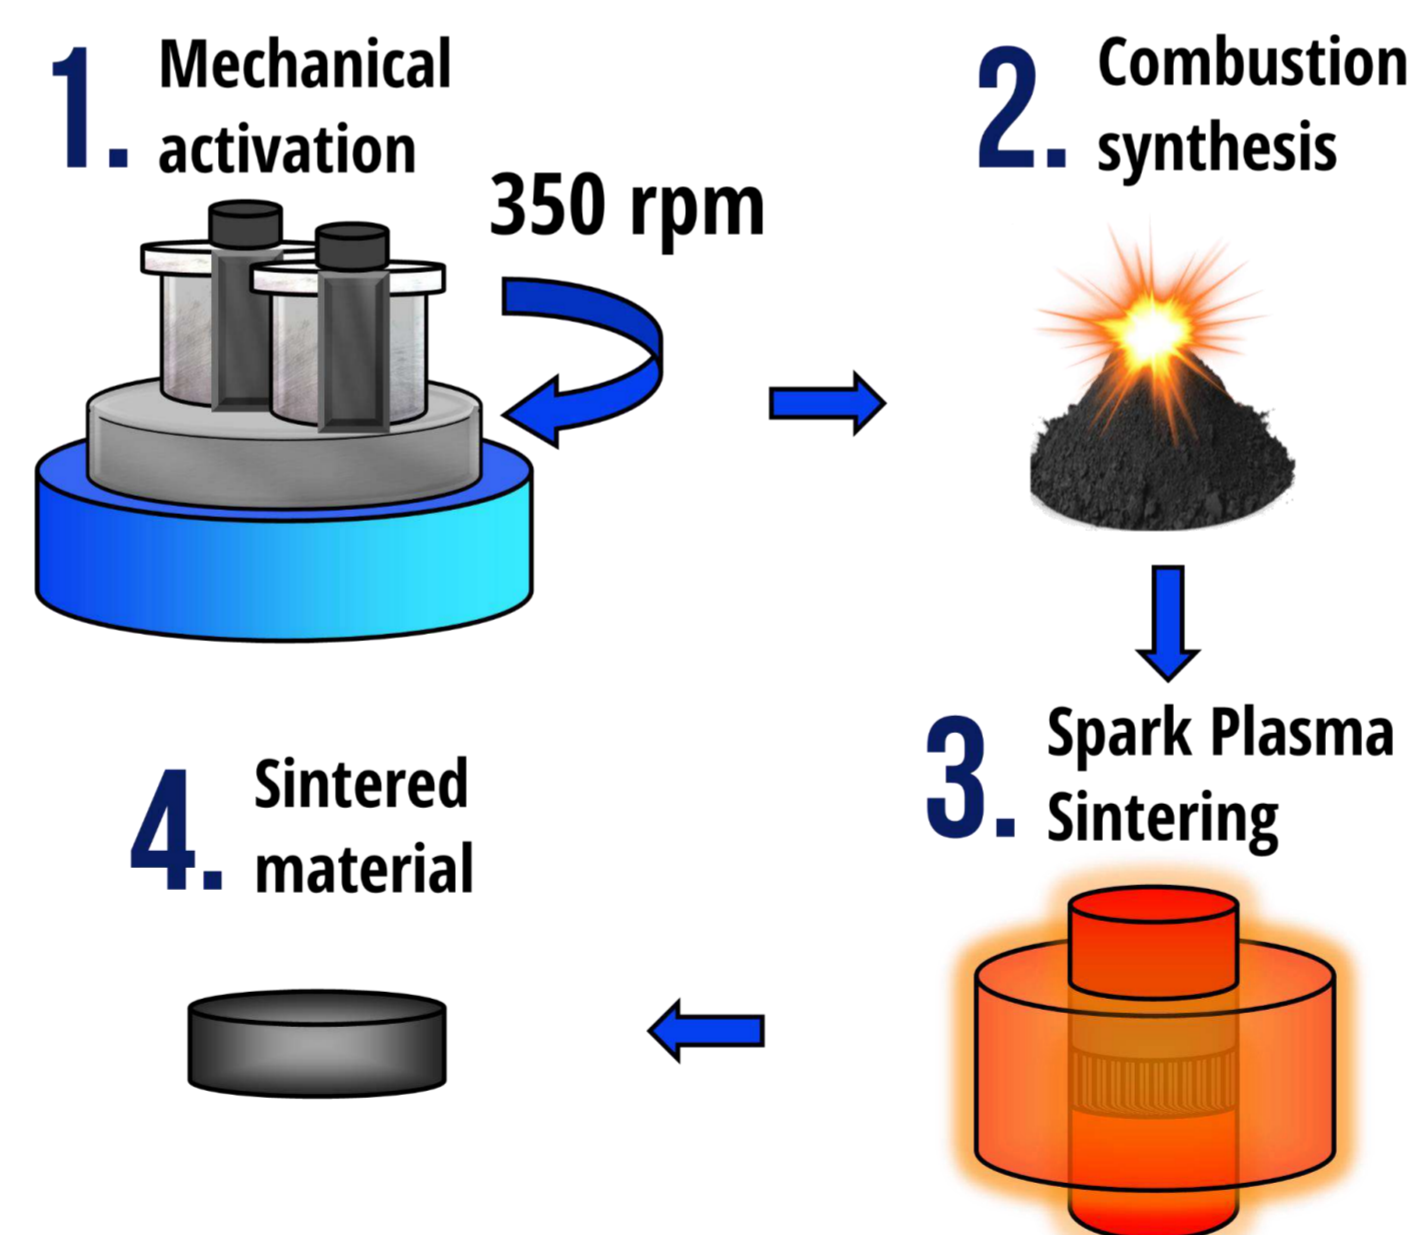 1. Mechanical
activation
350 rpm
2. Combustion
synthesis
3. Spark Plasma
Sintering
4. Sintered
material